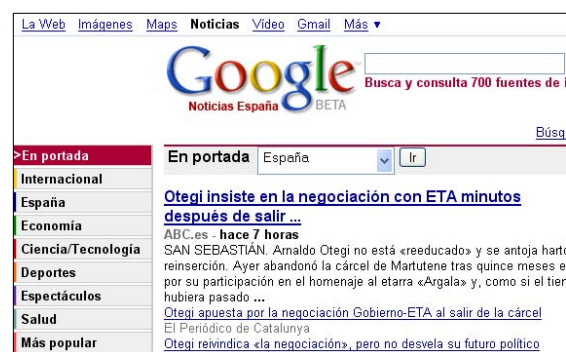 La Web Imágenes Maps Noticias Vídeo Gmail Más ▼
Google
Noticias España BETA
Busca y consulta 700 fuentes de
Búsq
>En portada
Internacional
España
Economía
Ciencia/Tecnología
Deportes
Espectáculos
Salud
Más popular
En portada España Ir
Otegi insiste en la negociación con ETA minutos
después de salir ...
ABC.es - hace 7 horas
SAN SEBASTIÁN. Arnaldo Otegi no está «reeducado» y se antoja harto
reinserción. Ayer abandonó la cárcel de Martutene tras quince meses e
por su participación en el homenaje al etarra «Argala» y, como si el tien
hubiera pasado ...
Otegi apuesta por la negociación Gobierno-ETA al salir de la cárcel
El Periódico de Catalunya
Otegi reivindica «la negociación», pero no desvela su futuro político